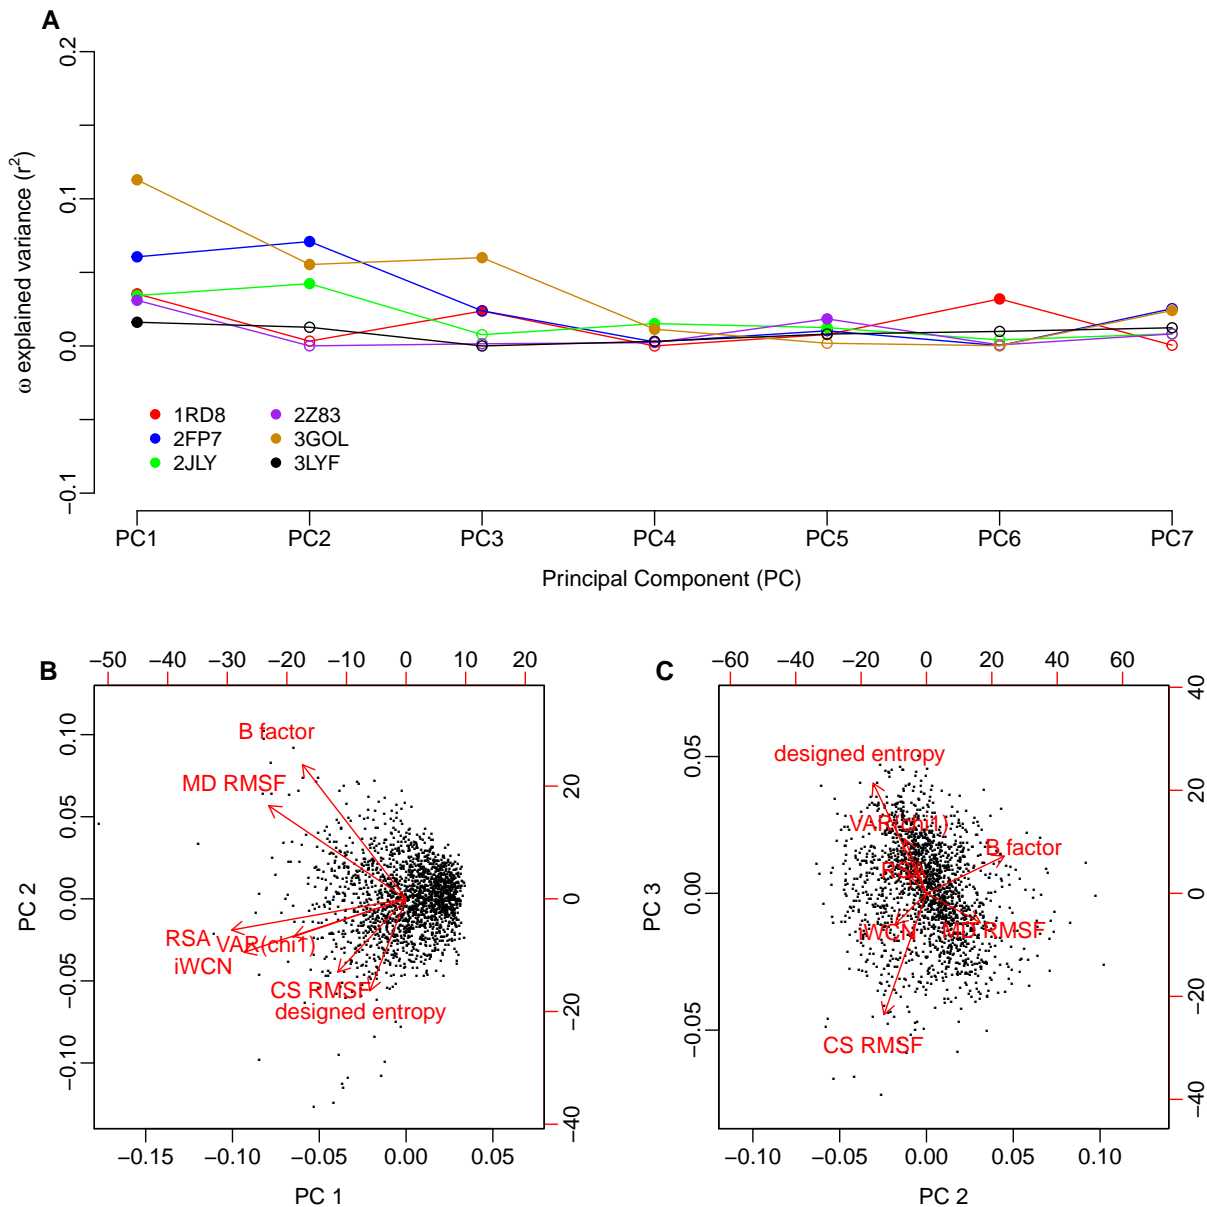 A
0.2
0.1
0.0
−0.1
ω explained variance (r²)
1RD8 2Z83
2FP7 3GOL
2JLY 3LYF
PC1 PC2 PC3 PC4 PC5 PC6 PC7
Principal Component (PC)
B
−50 −40 −30 −20 −10 0 10 20
0.10
0.05
0.00
−0.05
−0.10
PC 2
20
0
−20
−40
B factor
MD RMSF
RSA VAR(chi1)
iWCN
CS RMSF
designed entropy
−0.15 −0.10 −0.05 0.00 0.05
PC 1
C
−60 −40 −20 0 20 40 60
0.05
0.00
−0.05
PC 3
40
20
0
−20
−40
designed entropy
VAR(chi1)
B factor
RSA
iWCN MD RMSF
CS RMSF
−0.10 −0.05 0.00 0.05 0.10
PC 2